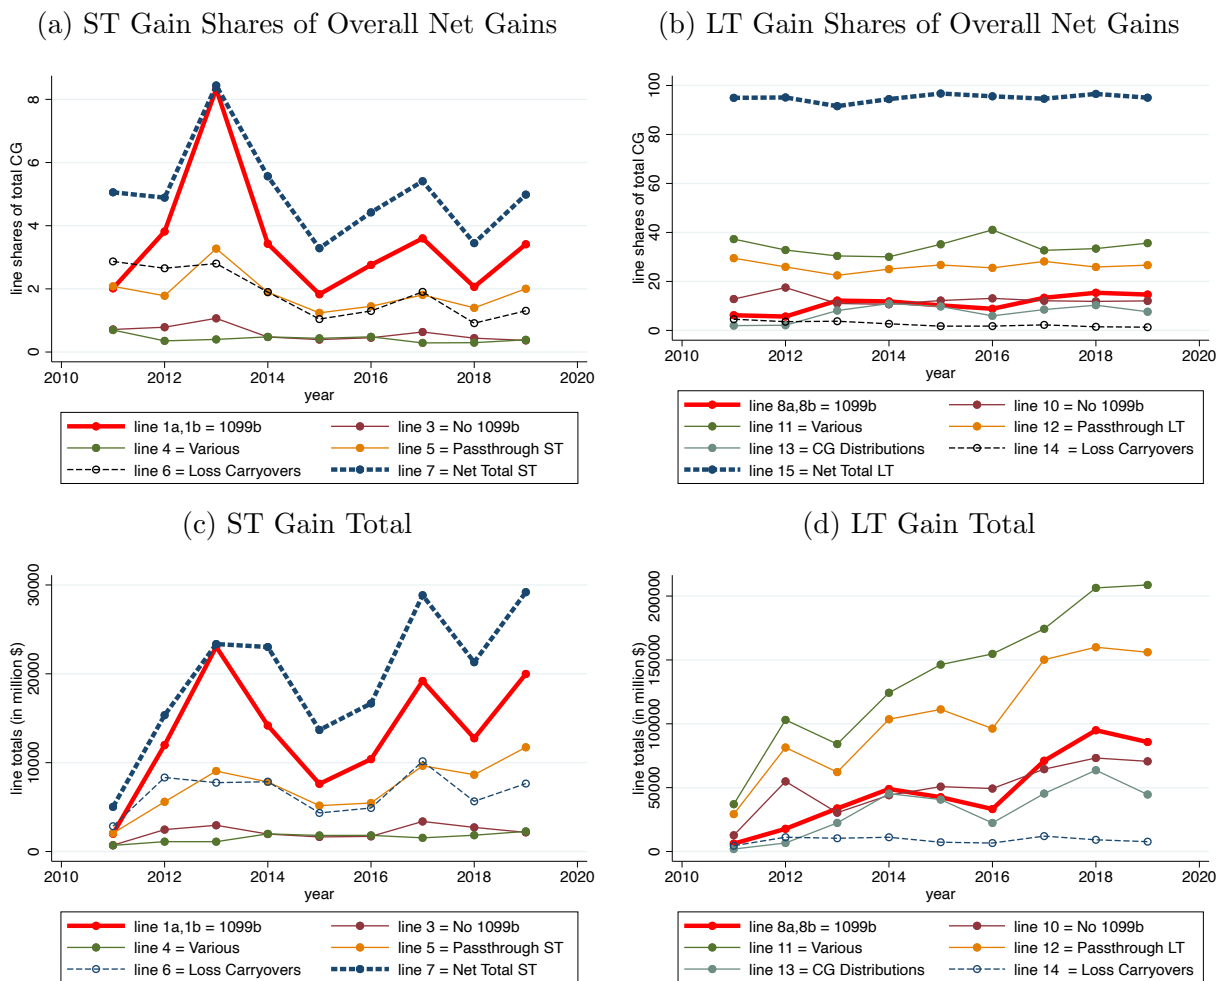 (a) ST Gain Shares of Overall Net Gains
line shares of total CG
8
6
4
2
0
2010 2012 2014 2016 2018 2020
year
line 1a,1b = 1099b line 3 = No 1099b
line 4 = Various line 5 = Passthrough ST
line 6 = Loss Carryovers line 7 = Net Total ST
(b) LT Gain Shares of Overall Net Gains
line shares of total CG
100
80
60
40
20
0
2010 2012 2014 2016 2018 2020
year
line 8a,8b = 1099b line 10 = No 1099b
line 11 = Various line 12 = Passthrough LT
line 13 = CG Distributions line 14 = Loss Carryovers
line 15 = Net Total LT
(c) ST Gain Total
line totals (in million $)
30000
20000
10000
0
2010 2012 2014 2016 2018 2020
year
line 1a,1b = 1099b line 3 = No 1099b
line 4 = Various line 5 = Passthrough ST
line 6 = Loss Carryovers line 7 = Net Total ST
(d) LT Gain Total
line totals (in million $)
200000
150000
100000
50000
0
2010 2012 2014 2016 2018 2020
year
line 8a,8b = 1099b line 10 = No 1099b
line 11 = Various line 12 = Passthrough LT
line 13 = CG Distributions line 14 = Loss Carryovers